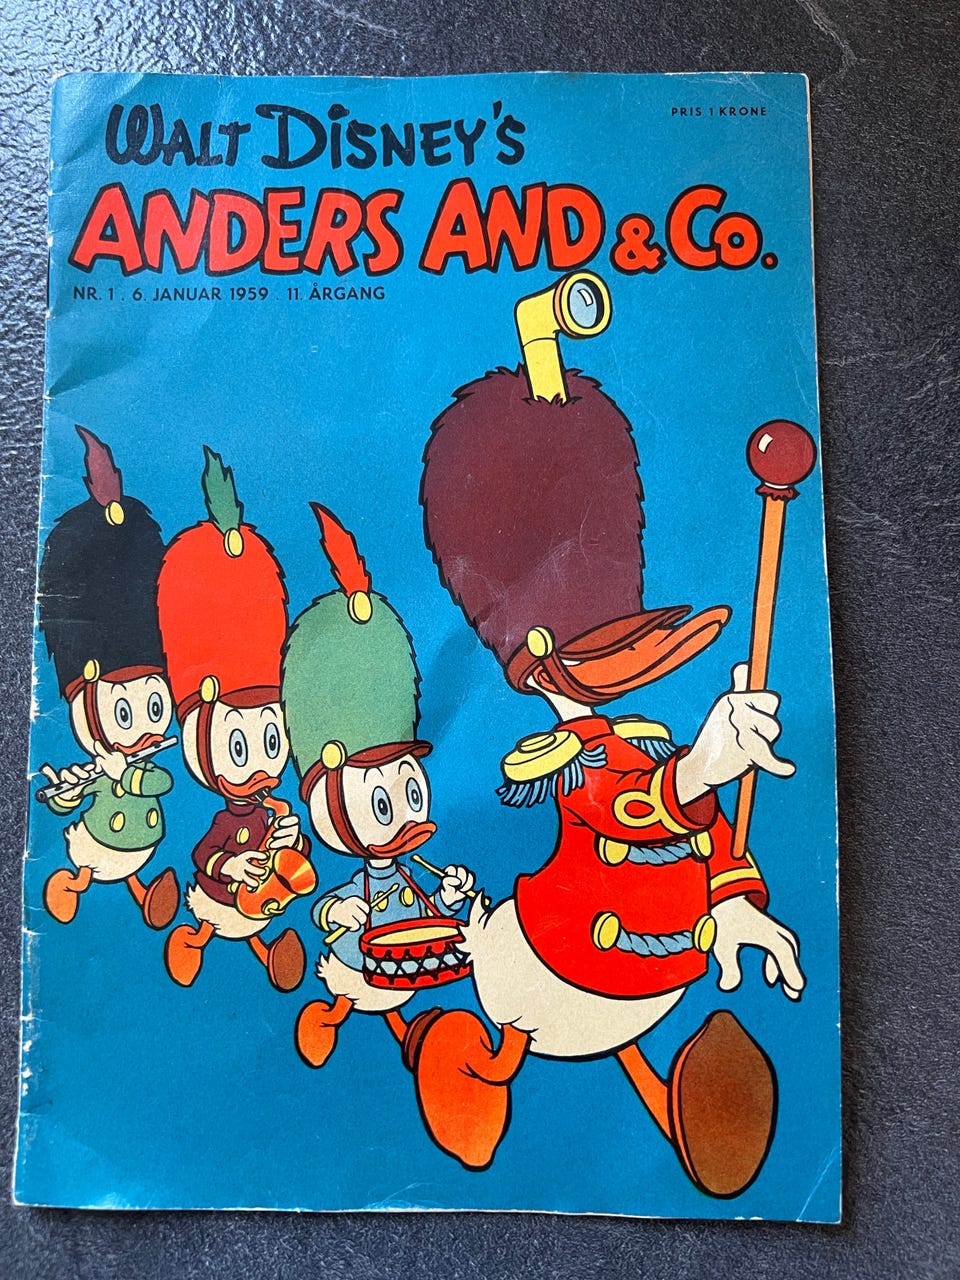 WALT DISNEY'S
PRIS 1 KRONE
ANDERS AND & Co.
NR. 1 . 6. JANUAR 1959 . 11. ÅRGANG